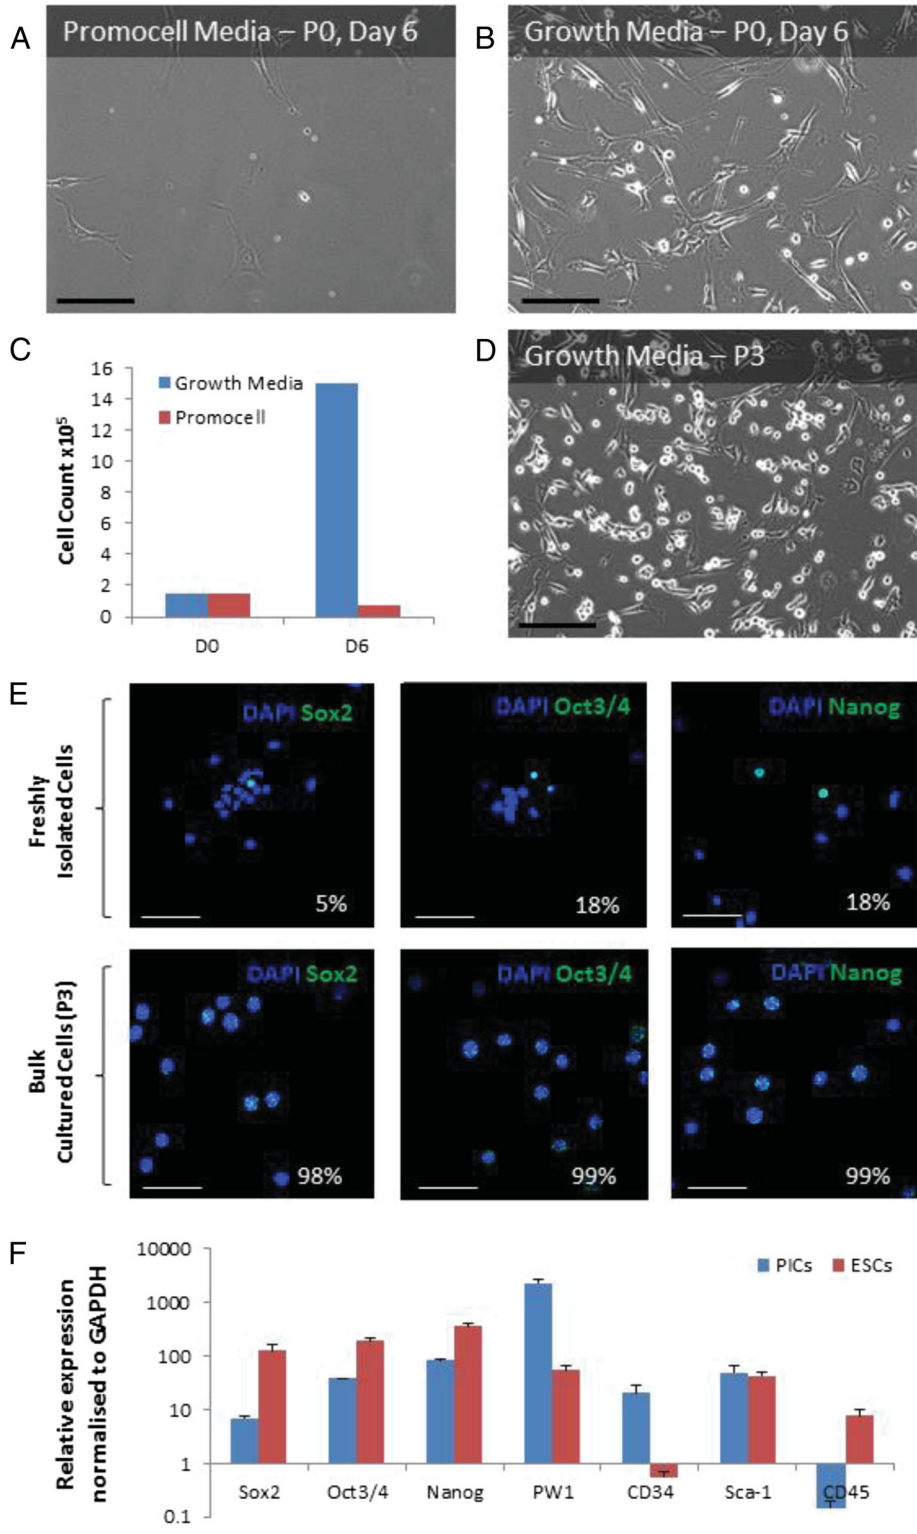 A
Promocell Media – P0, Day 6
B
Growth Media – P0, Day 6
C
Cell Count x10⁵
16
14
12
10
8
6
4
2
0
Growth Media
Promocell
D0
D6
D
Growth Media – P3
E
Freshly
Isolated Cells
DAPI Sox2
5%
DAPI Oct3/4
18%
DAPI Nanog
18%
Bulk
Cultured Cells (P3)
DAPI Sox2
98%
DAPI Oct3/4
99%
DAPI Nanog
99%
F
Relative expression
normalised to GAPDH
10000
1000
100
10
1
0.1
PICs
ESCs
Sox2
Oct3/4
Nanog
PW1
CD34
Sca-1
CD45